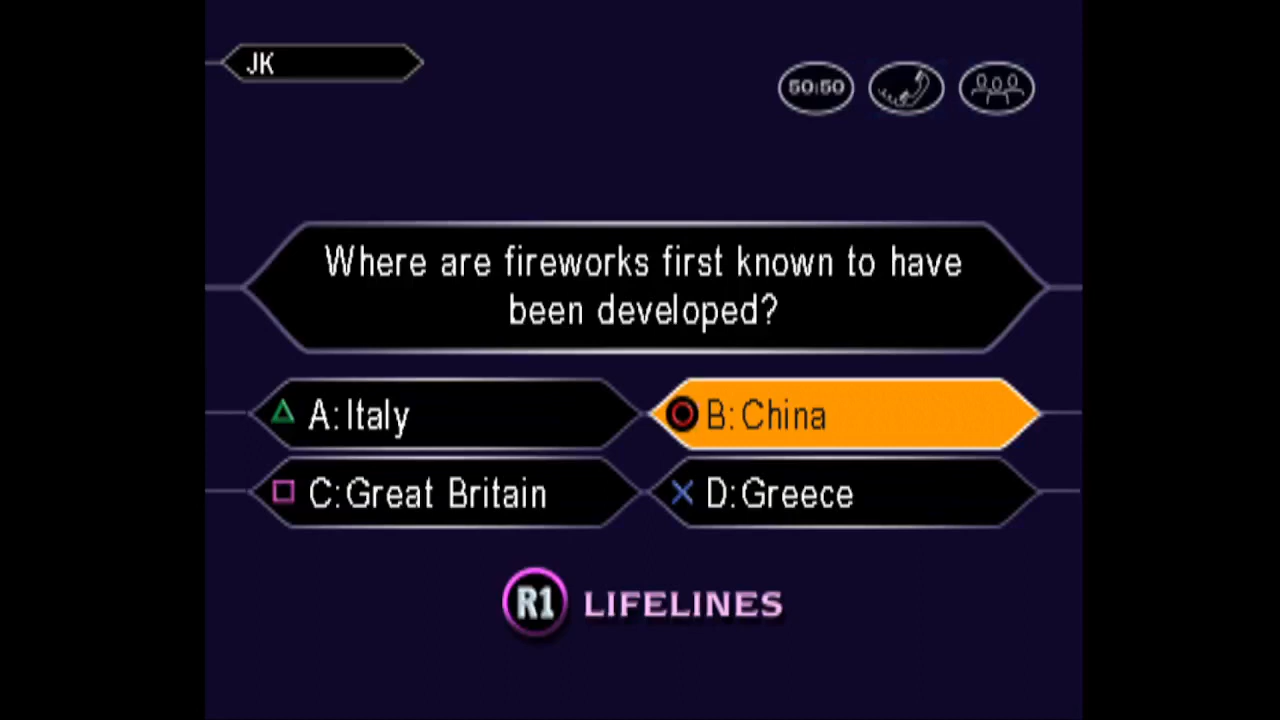 JK
50:50
Where are fireworks first known to have
been developed?
A: Italy
B: China
C: Great Britain
D: Greece
R1 LIFELINES